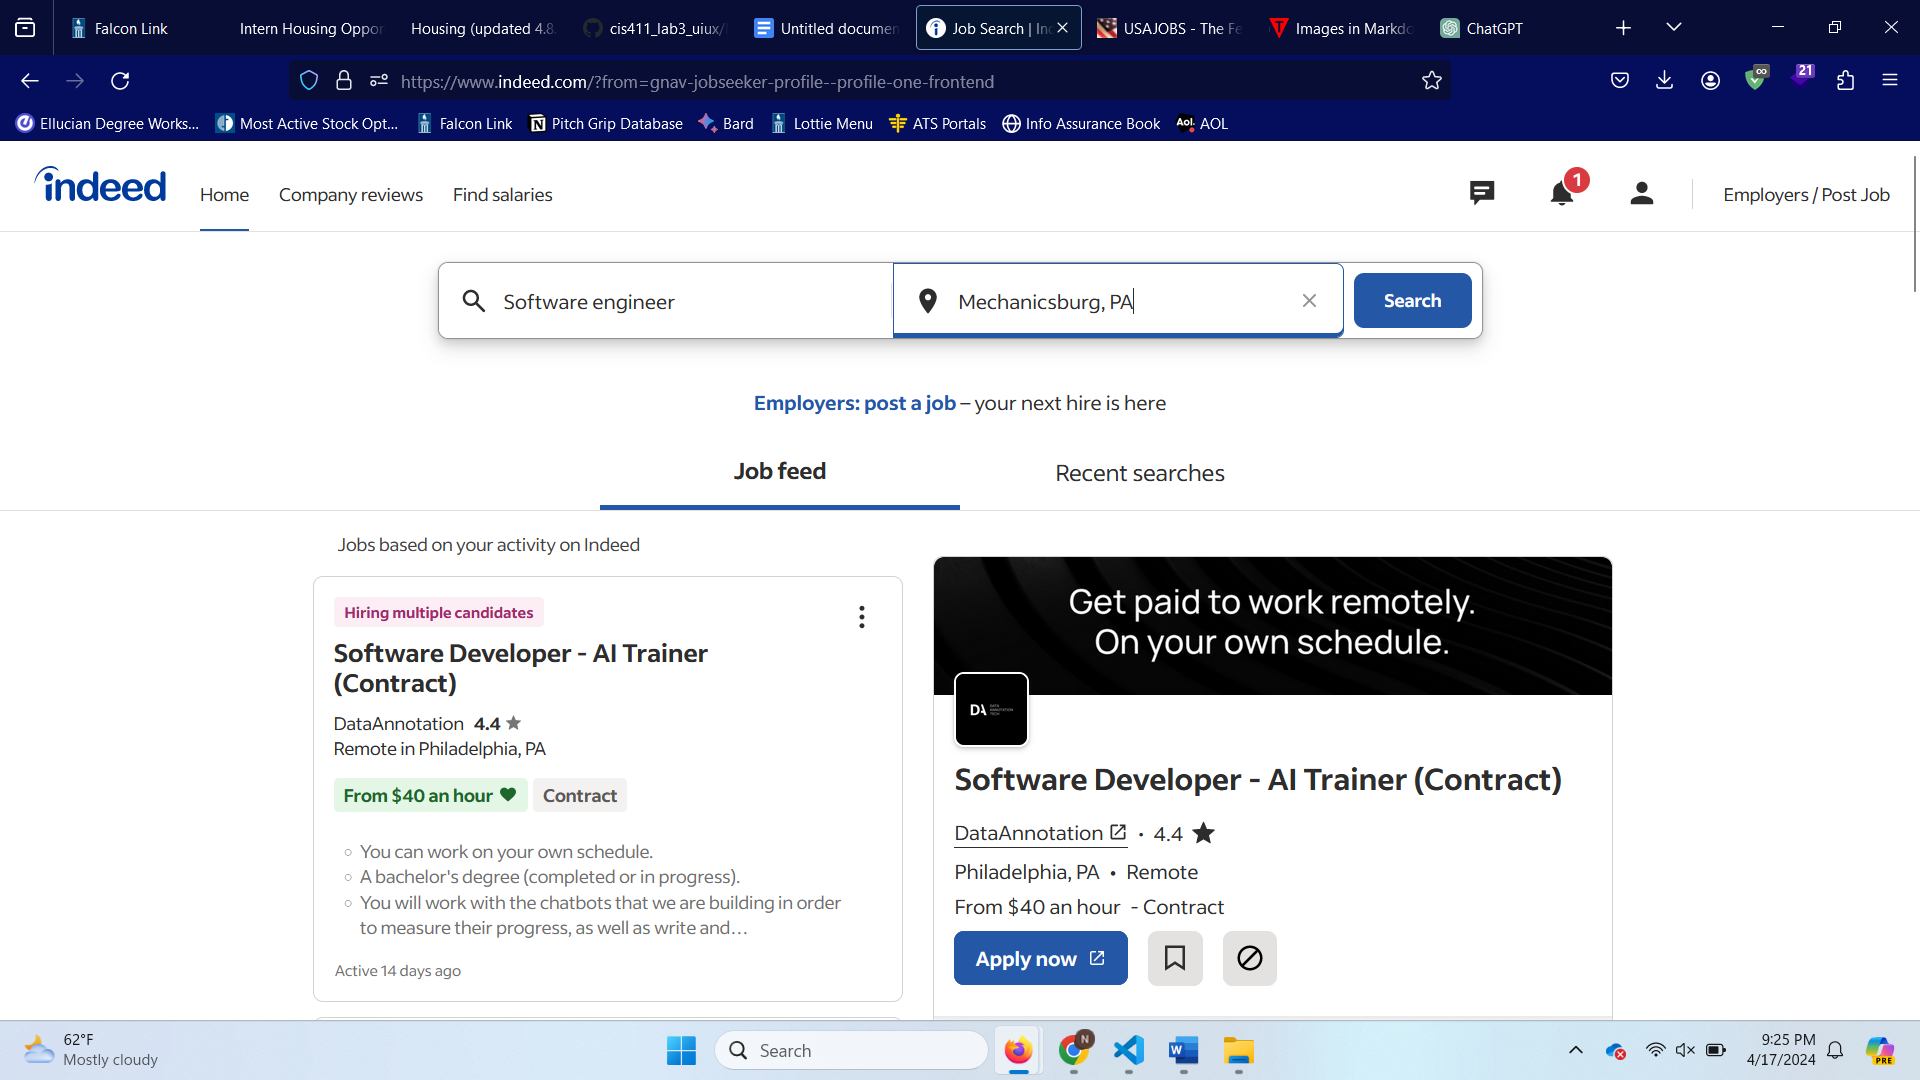 Falcon Link
Intern Housing Oppor
Housing (updated 4.8.
cis411_lab3_uiux/
Untitled documen
Job Search | Inc
USAJOBS - The Fe
Images in Markdo
ChatGPT
https://www.indeed.com/?from=gnav-jobseeker-profile--profile-one-frontend
21
Ellucian Degree Works...
Most Active Stock Opt...
Falcon Link
Pitch Grip Database
Bard
Lottie Menu
ATS Portals
Info Assurance Book
Aol.
AOL
indeed
Home
Company reviews
Find salaries
1
Employers / Post Job
Software engineer
Mechanicsburg, PA
Search
Employers: post a job – your next hire is here
Job feed
Recent searches
Jobs based on your activity on Indeed
Hiring multiple candidates
Software Developer - AI Trainer
(Contract)
DataAnnotation 4.4
Remote in Philadelphia, PA
From $40 an hour
Contract
You can work on your own schedule.
A bachelor's degree (completed or in progress).
You will work with the chatbots that we are building in order
to measure their progress, as well as write and…
Active 14 days ago
Get paid to work remotely.
On your own schedule.
DA
Software Developer - AI Trainer (Contract)
DataAnnotation • 4.4
Philadelphia, PA • Remote
From $40 an hour - Contract
Apply now
62°F
Mostly cloudy
Search
N
W
9:25 PM
4/17/2024
PRE